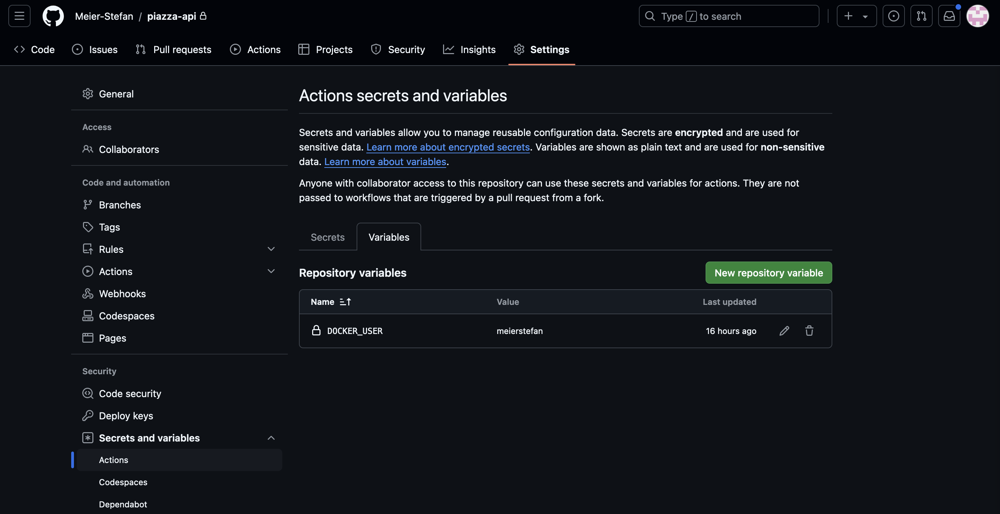 Meier-Stefan / piazza-api
Type / to search
Code
Issues
Pull requests
Actions
Projects
Security
Insights
Settings
General
Access
Collaborators
Code and automation
Branches
Tags
Rules
Actions
Webhooks
Codespaces
Pages
Security
Code security
Deploy keys
Secrets and variables
Actions
Codespaces
Dependabot
Actions secrets and variables
Secrets and variables allow you to manage reusable configuration data. Secrets are encrypted and are used for
sensitive data. Learn more about encrypted secrets. Variables are shown as plain text and are used for non-sensitive
data. Learn more about variables.
Anyone with collaborator access to this repository can use these secrets and variables for actions. They are not
passed to workflows that are triggered by a pull request from a fork.
Secrets
Variables
Repository variables
New repository variable
Name Value Last updated
DOCKER_USER meierstefan 16 hours ago